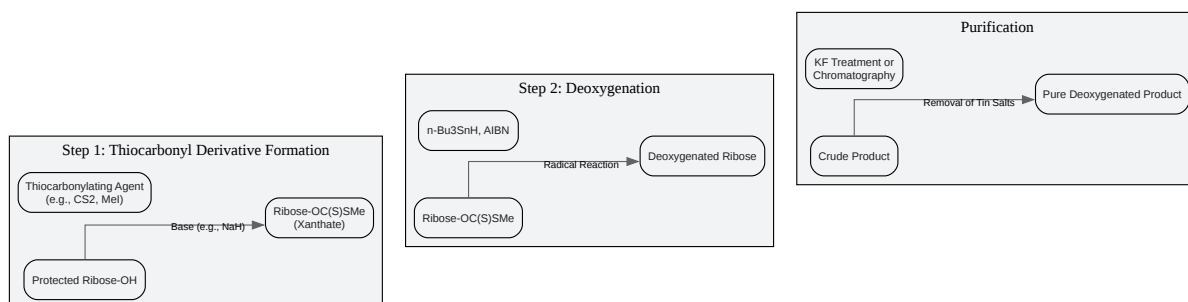 Step 1: Thiocarbonyl Derivative Formation
Thiocarbonylating Agent
(e.g., CS2, MeI)
Ribose-OC(S)SMe
(Xanthate)
Base (e.g., NaH)
Protected Ribose-OH
Step 2: Deoxygenation
n-Bu3SnH, AIBN
Deoxygenated Ribose
Radical Reaction
Ribose-OC(S)SMe
Purification
KF Treatment or
Chromatography
Pure Deoxygenated Product
Removal of Tin Salts
Crude Product